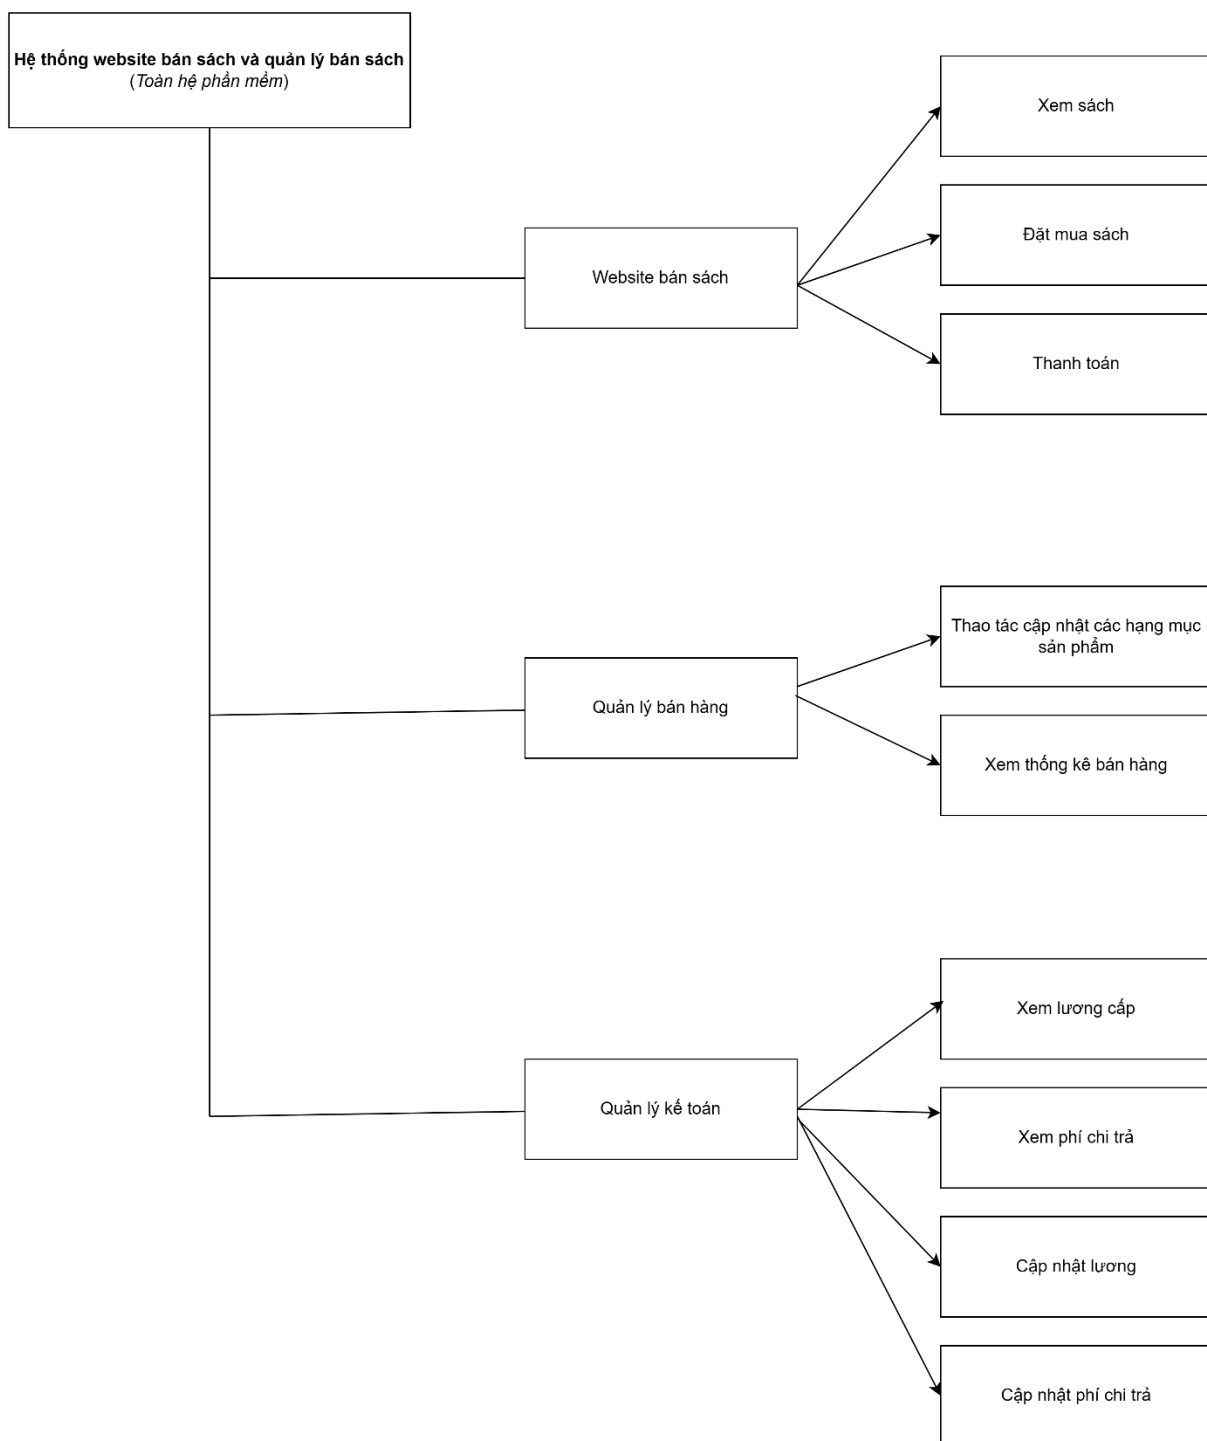 Hệ thống website bán sách và quản lý bán sách
(Toàn hệ phần mềm)
Xem sách
Đặt mua sách
Website bán sách
Thanh toán
Thao tác cập nhật các hạng mục
sản phẩm
Quản lý bán hàng
Xem thống kê bán hàng
Xem lương cấp
Quản lý kế toán
Xem phí chi trả
Cập nhật lương
Cập nhật phí chi trả